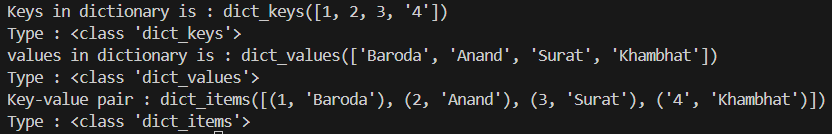 Keys in dictionary is : dict_keys([1, 2, 3, '4'])
Type : <class 'dict_keys'>
values in dictionary is : dict_values(['Baroda', 'Anand', 'Surat', 'Khambhat'])
Type : <class 'dict_values'>
Key-value pair : dict_items([(1, 'Baroda'), (2, 'Anand'), (3, 'Surat'), ('4', 'Khambhat')])
Type : <class 'dict_items'>